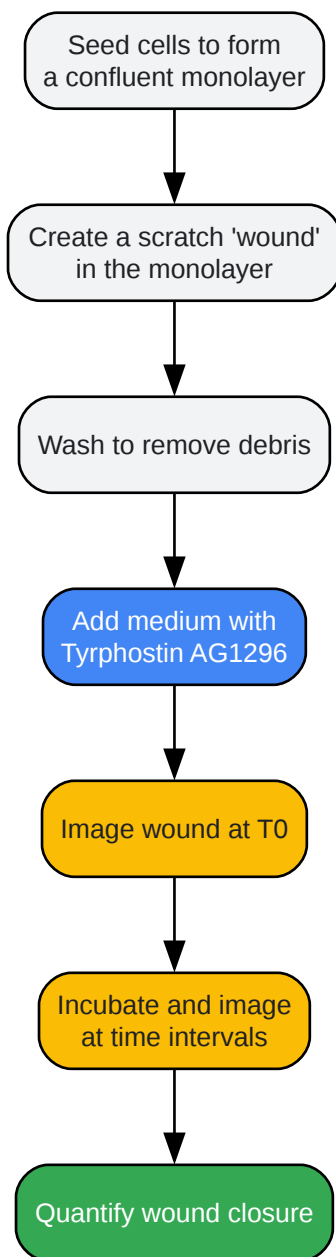 Seed cells to form
a confluent monolayer
Create a scratch 'wound'
in the monolayer
Wash to remove debris
Add medium with
Tyrphostin AG1296
Image wound at T0
Incubate and image
at time intervals
Quantify wound closure